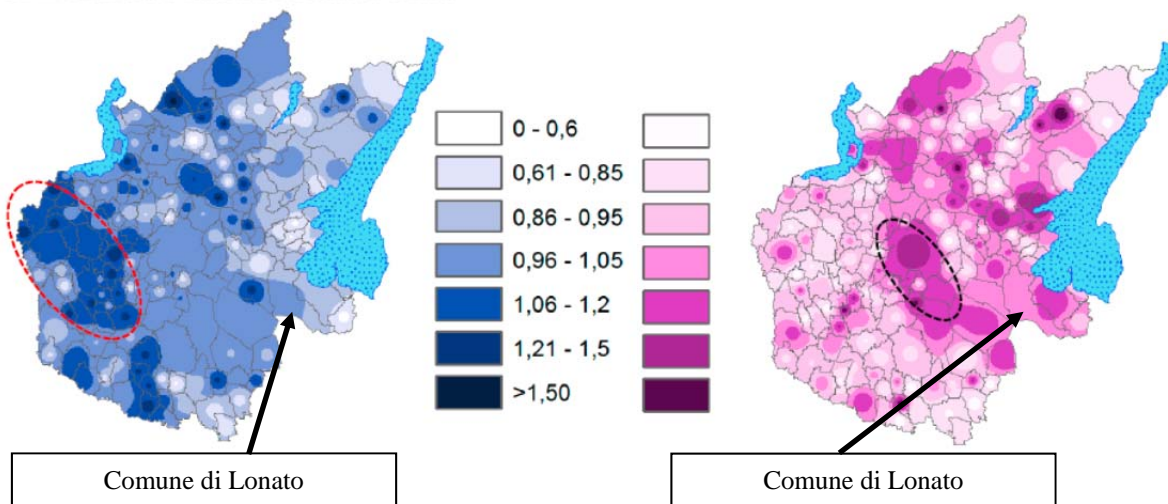 0 - 0,6
0,61 - 0,85
0,86 - 0,95
0,96 - 1,05
1,06 - 1,2
1,21 - 1,5
>1,50
Comune di Lonato
Comune di Lonato